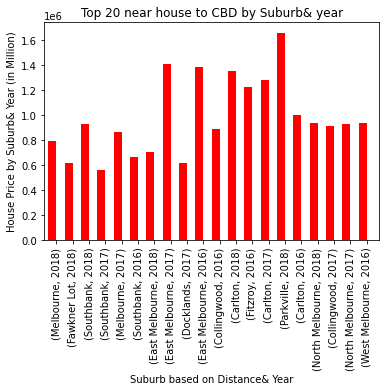 Top 20 near house to CBD by Suburb& year
1e6
House Price by Suburb& Year (in Million)
1.6
1.4
1.2
1.0
0.8
0.6
0.4
0.2
0.0
(Melbourne, 2018)
(Fawkner Lot, 2018)
(Southbank, 2018)
(Southbank, 2017)
(Melbourne, 2017)
(Southbank, 2016)
(East Melbourne, 2018)
(East Melbourne, 2017)
(Docklands, 2017)
(East Melbourne, 2016)
(Collingwood, 2016)
(Carlton, 2018)
(Fitzroy, 2016)
(Carlton, 2017)
(Parkville, 2018)
(Carlton, 2016)
(North Melbourne, 2018)
(Collingwood, 2017)
(North Melbourne, 2017)
(West Melbourne, 2016)
Suburb based on Distance& Year